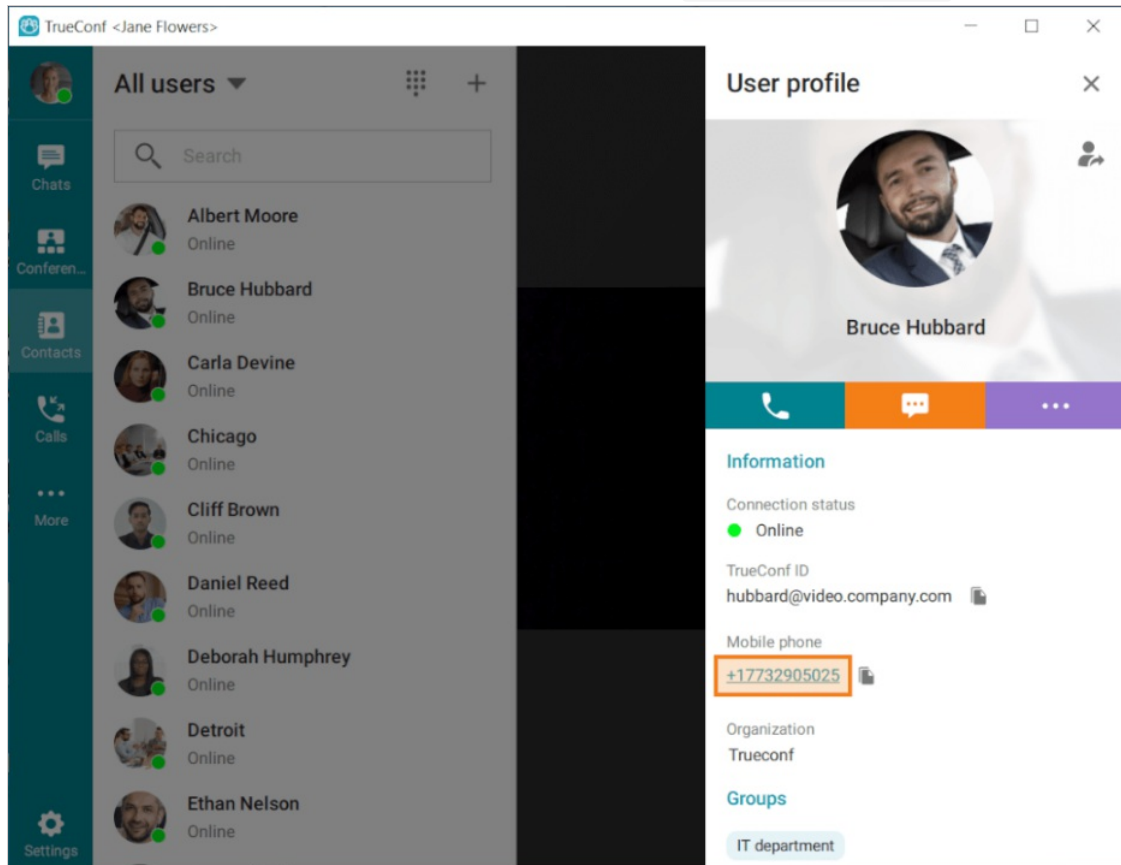 TrueConf <Jane Flowers>
All users
Search
Chats
Conferen...
Contacts
Calls
More
Settings
Albert Moore
Online
Bruce Hubbard
Online
Carla Devine
Online
Chicago
Online
Cliff Brown
Online
Daniel Reed
Online
Deborah Humphrey
Online
Detroit
Online
Ethan Nelson
Online
User profile
Bruce Hubbard
Information
Connection status
Online
TrueConf ID
hubbard@video.company.com
Mobile phone
+17732905025
Organization
Trueconf
Groups
IT department